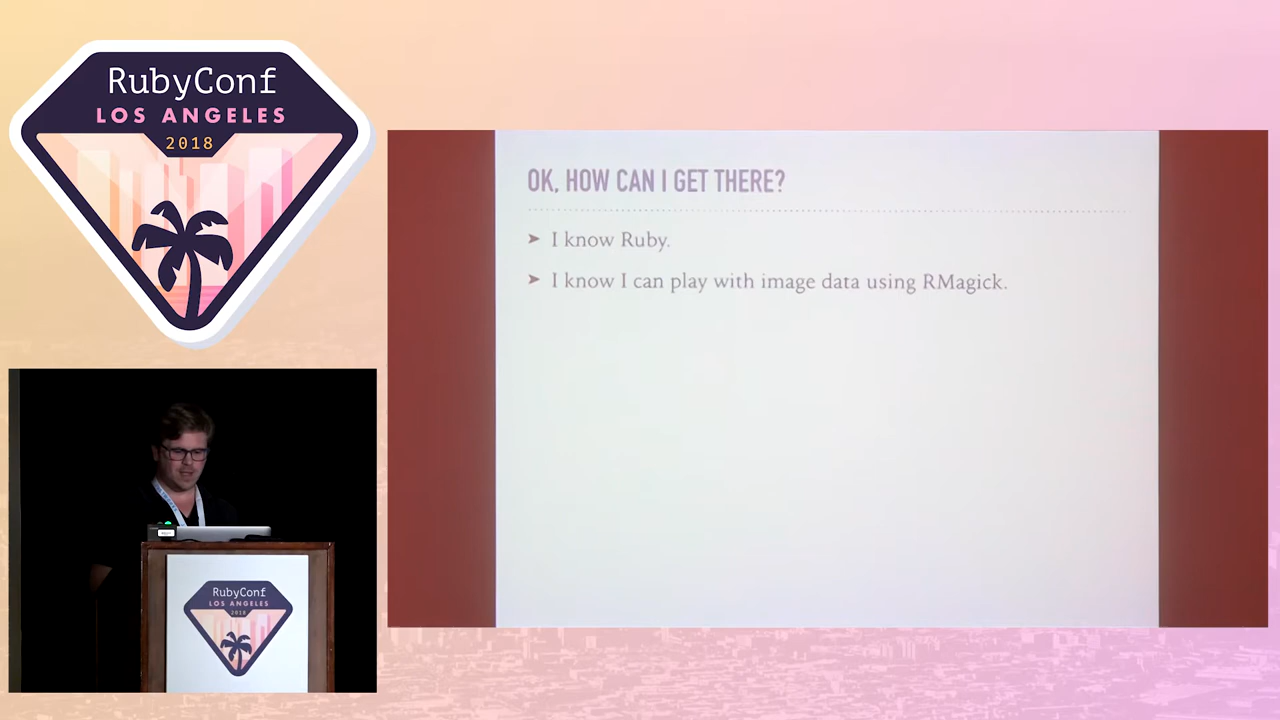 RubyConf
LOS ANGELES
2018
OK, HOW CAN I GET THERE?
➤ I know Ruby.
➤ I know I can play with image data using RMagick.
RubyConf
LOS ANGELES
2018